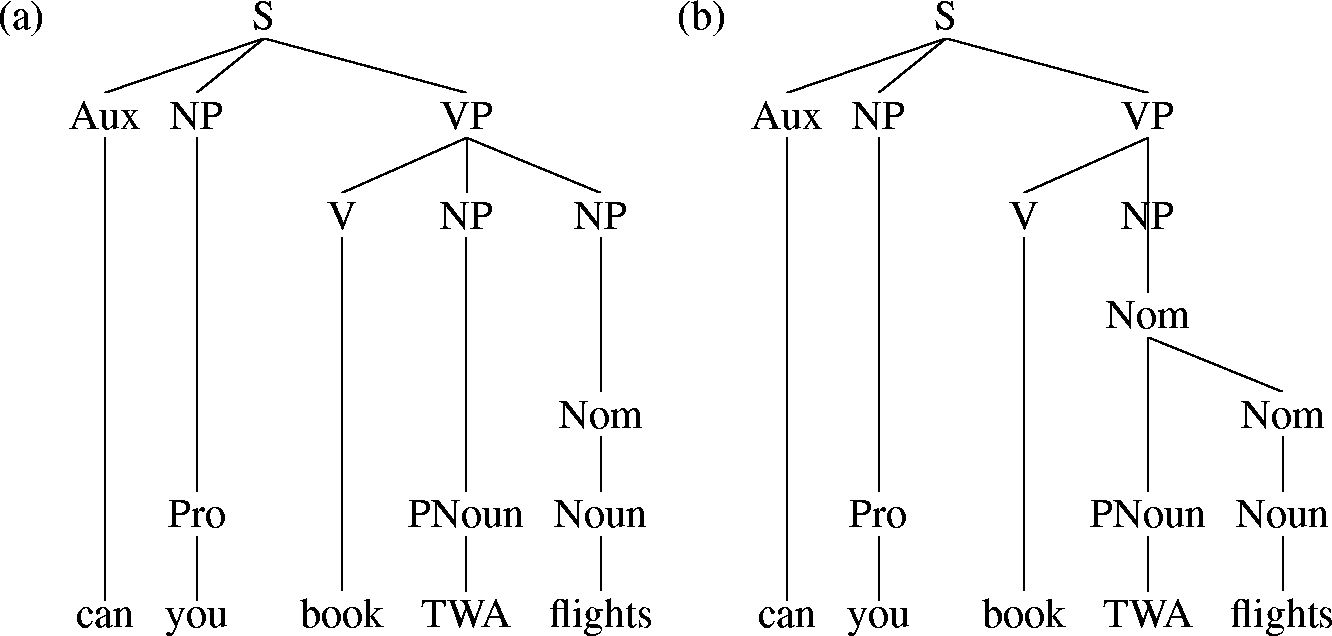 (a) S (b) S
Aux NP VP Aux NP VP
V NP NP V NP
Nom
Nom Nom
Pro PNoun Noun Pro PNoun Noun
can you book TWA flights can you book TWA flights